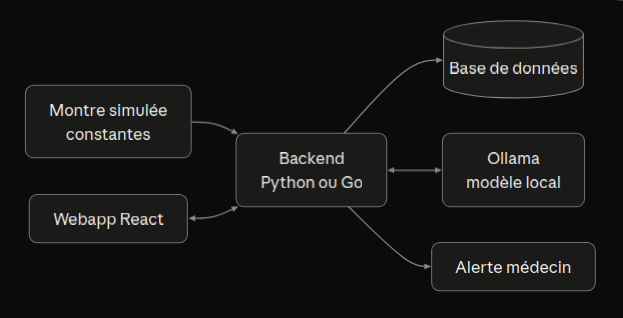 Montre simulée
constantes
Webapp React
Backend
Python ou Go
Base de données
Ollama
modèle local
Alerte médecin